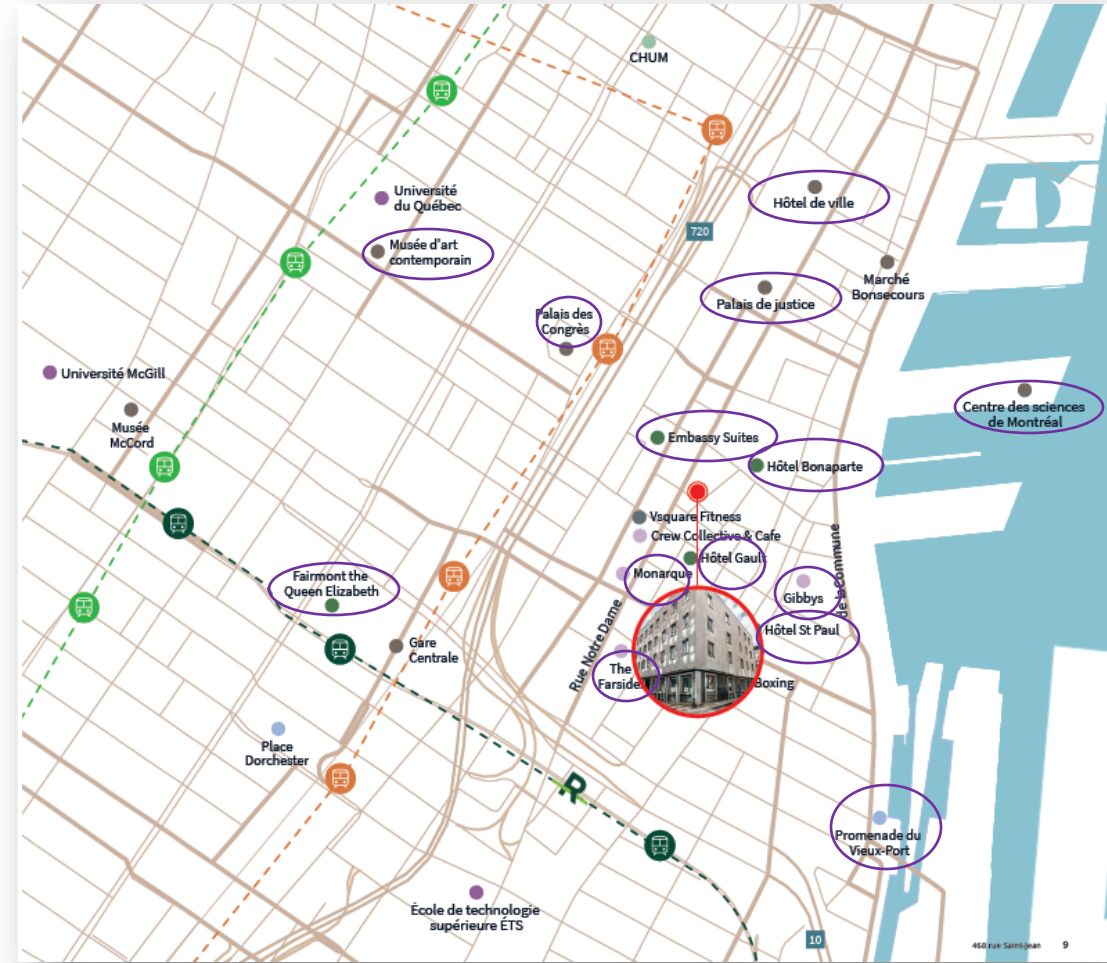 CHUM
Université
du Québec
Hôtel de ville
Musée d'art
contemporain
720
Marché
Bonsecours
Palais de justice
Palais des
Congrès
Université McGill
Musée
McCord
Centre des sciences
de Montréal
Embassy Suites
Hôtel Bonaparte
Vsquare Fitness
Crew Collective & Cafe
Hôtel Gault
Monarque
Fairmont the
Queen Elizabeth
Gibbys
de la Commune
Hôtel St Paul
Rue Notre Dame
Gare
Centrale
The
Farside
Boxing
Place
Dorchester
R
Promenade du
Vieux-Port
École de technologie
supérieure ÉTS
10
468 rue Saint-Jean 9